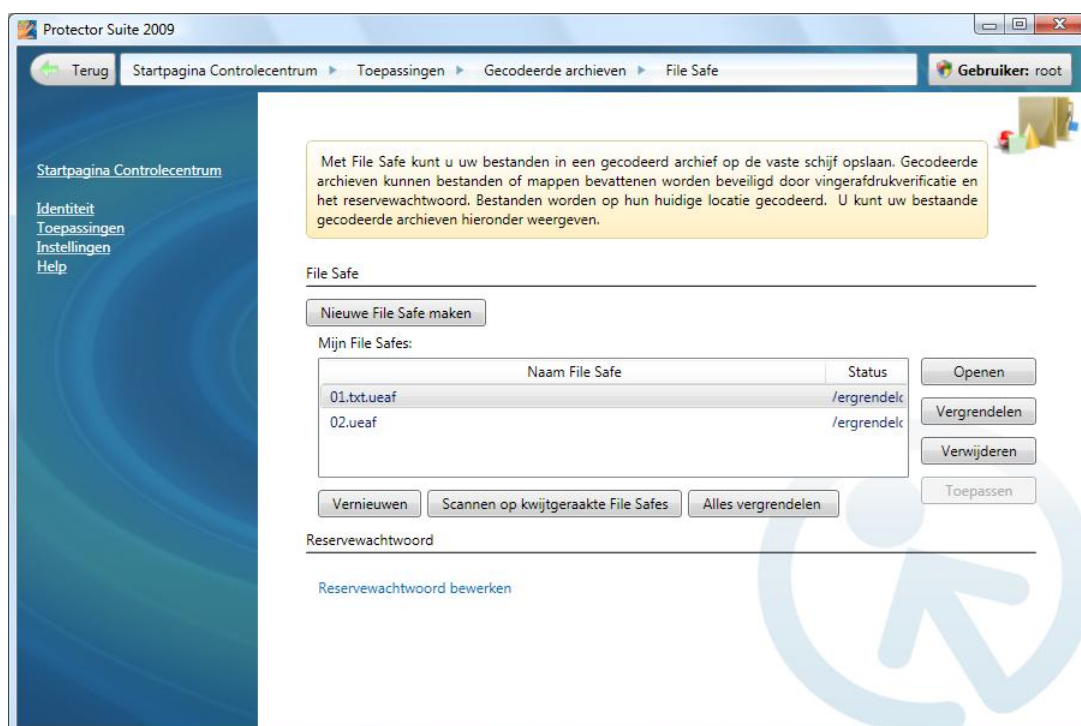 Protector Suite 2009
Terug
Startpagina Controlecentrum
Toepassingen
Gecodeerde archieven
File Safe
Gebruiker: root
Startpagina Controlecentrum
Identiteit
Toepassingen
Instellingen
Help
Met File Safe kunt u uw bestanden in een gecodeerd archief op de vaste schijf opslaan. Gecodeerde
archieven kunnen bestanden of mappen bevattenen worden beveiligd door vingerafdrukverificatie en
het reservewachtwoord. Bestanden worden op hun huidige locatie gecodeerd. U kunt uw bestaande
gecodeerde archieven hieronder weergeven.
File Safe
Nieuwe File Safe maken
Mijn File Safes:
Naam File Safe
Status
01.txt.ueaf
/ergrendelc
02.ueaf
/ergrendelc
Openen
Vergrendelen
Verwijderen
Toepassen
Vernieuwen
Scannen op kwijtgeraakte File Safes
Alles vergrendelen
Reservewachtwoord
Reservewachtwoord bewerken